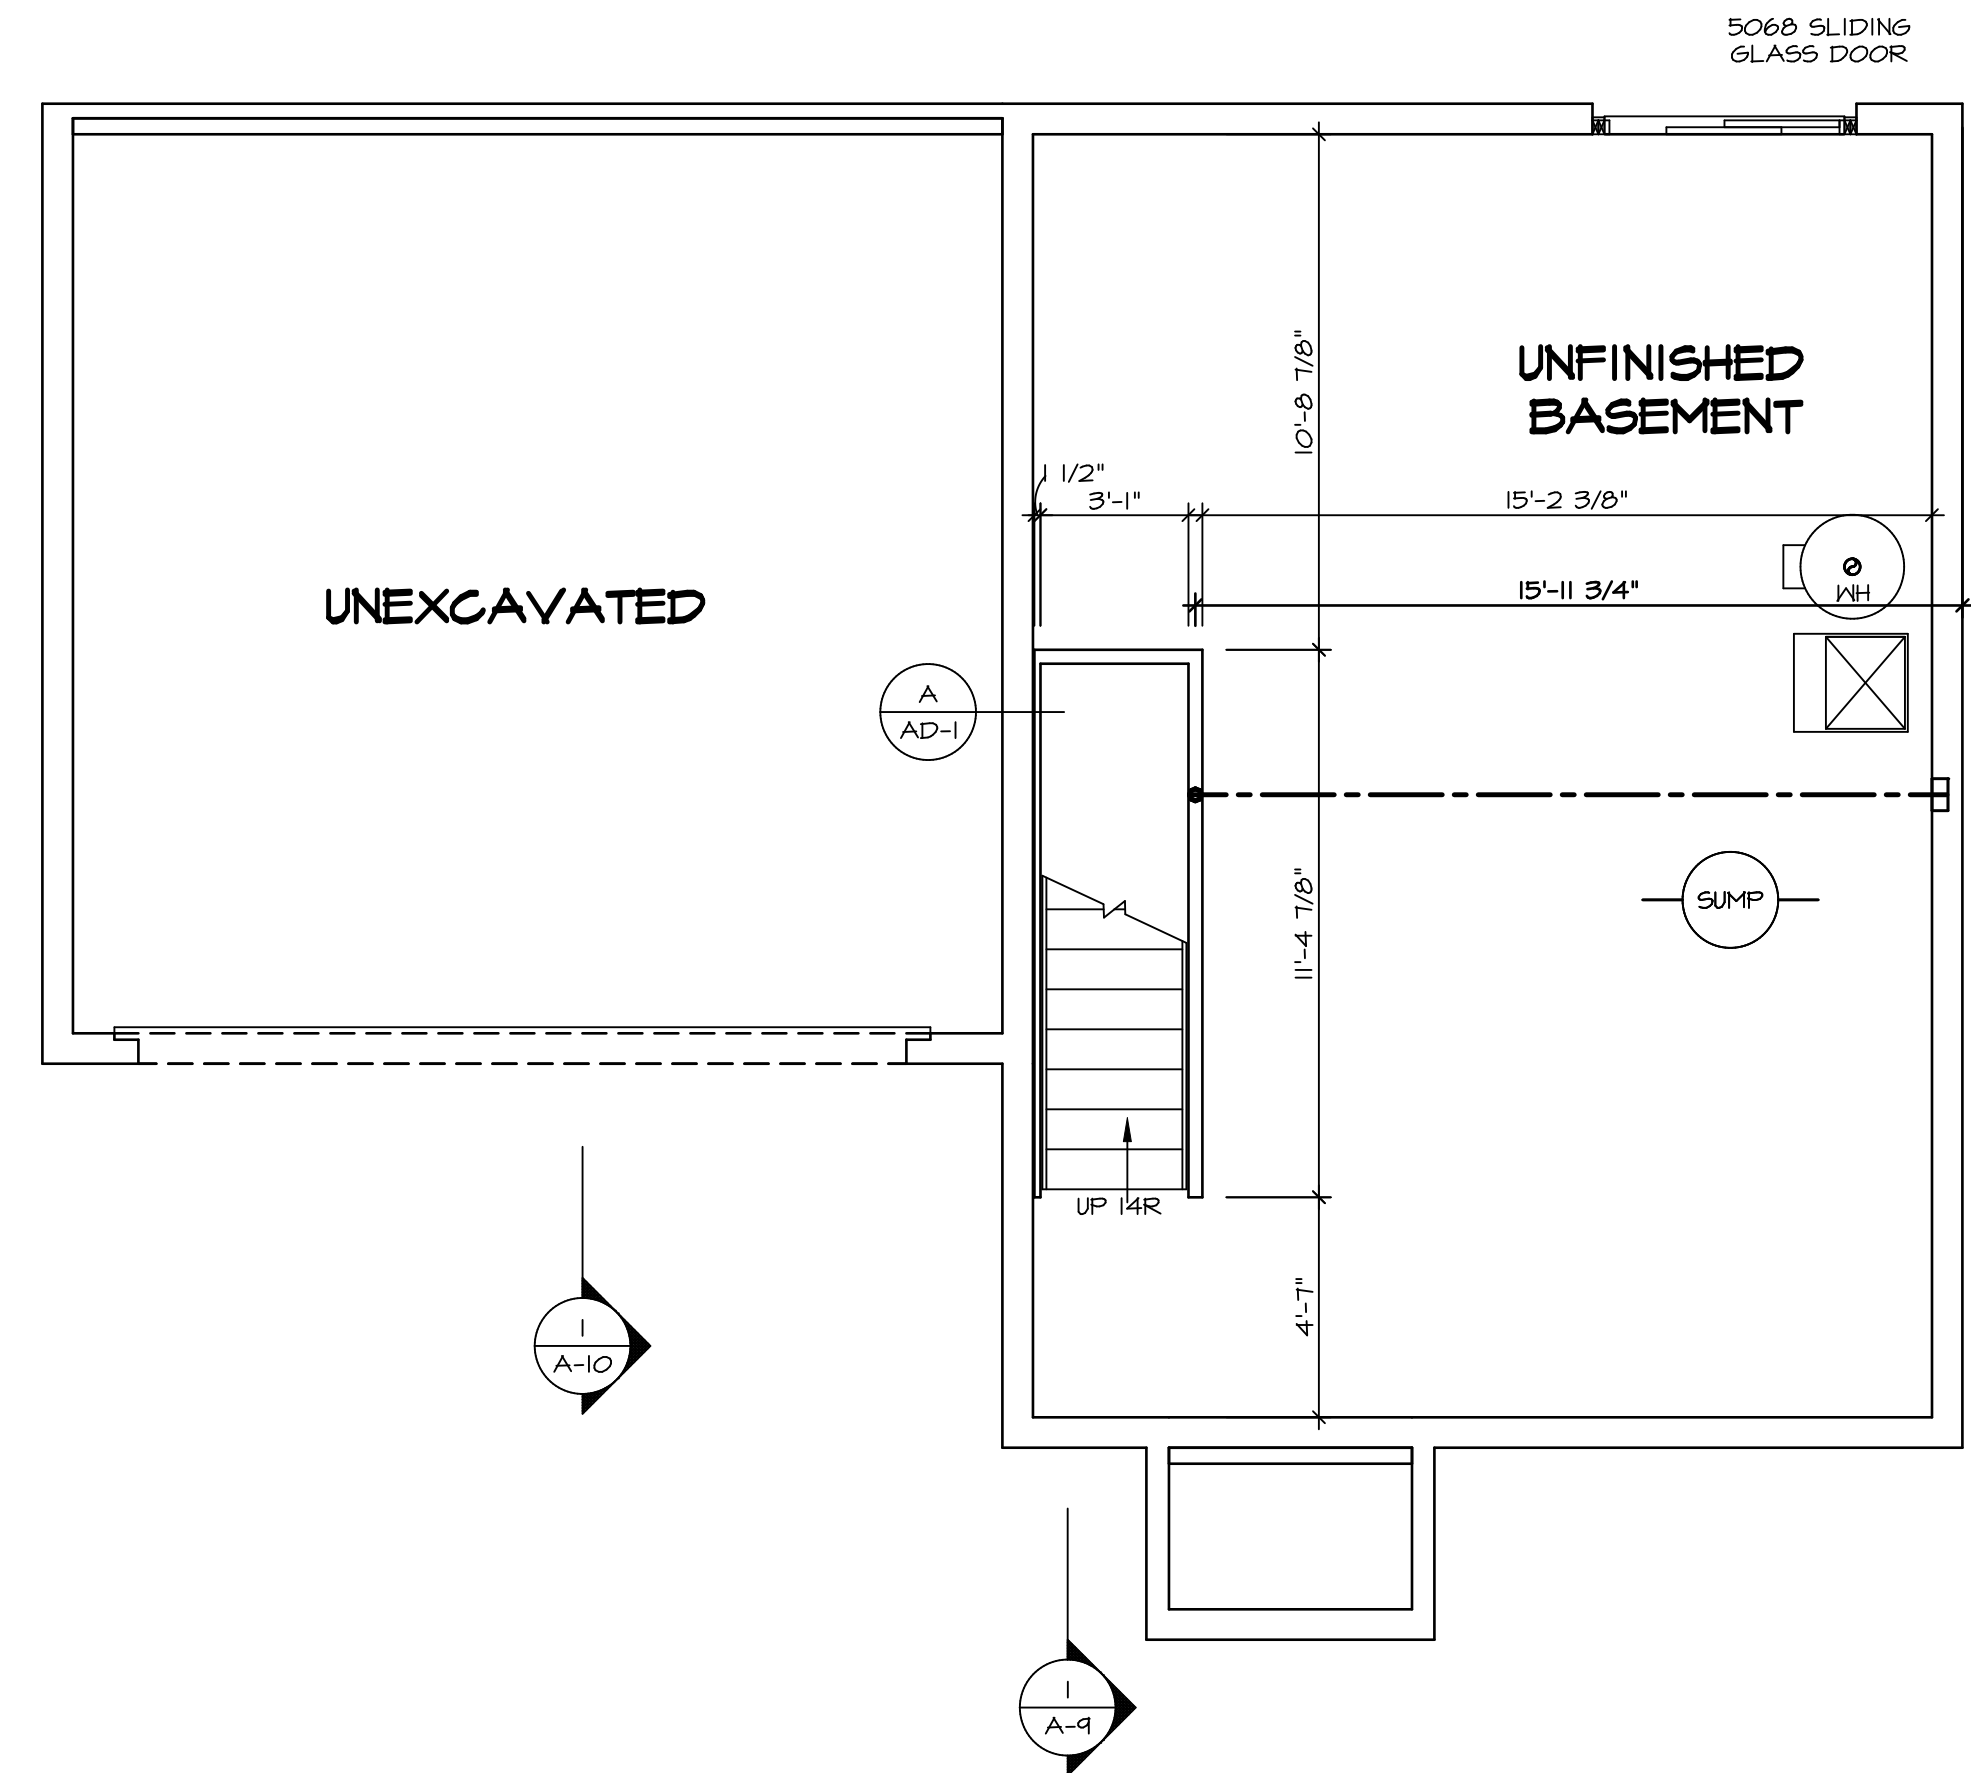 5068 SLIDING
GLASS DOOR
10'-8 7/8"
UNFINISHED
BASEMENT
1 1/2"
3'-1"
15'-2 3/8"
UNEXCAVATED
15'-11 3/4"
WH
A
AD-1
11'-4 7/8"
SUMP
UP 14R
4'-7"
1
A-10
1
A-9